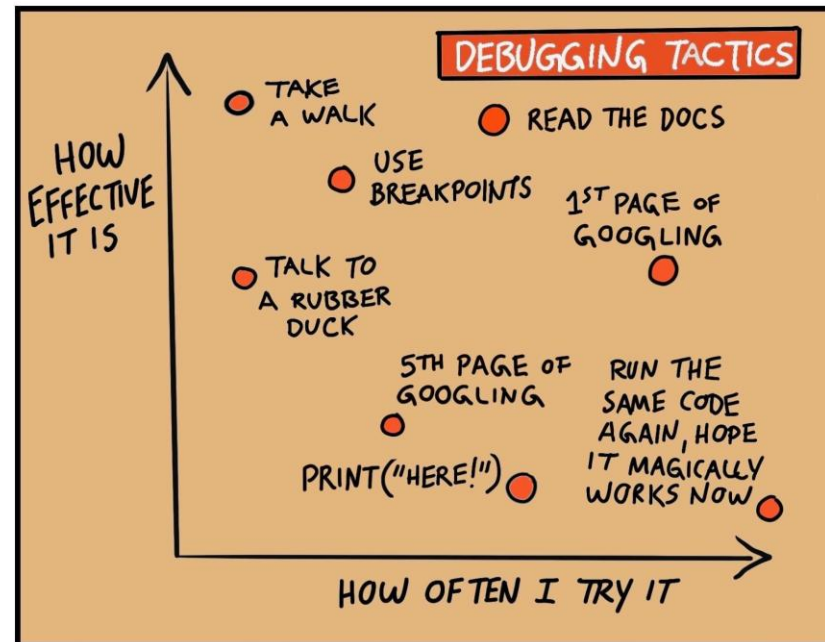 DEBUGGING TACTICS
HOW
EFFECTIVE
IT IS
TAKE
A WALK
READ THE DOCS
USE
BREAKPOINTS
1ST PAGE OF
GOOGLING
TALK TO
A RUBBER
DUCK
5TH PAGE OF
GOOGLING
RUN THE
SAME CODE
AGAIN, HOPE
IT MAGICALLY
WORKS NOW
PRINT("HERE!")
HOW OFTEN I TRY IT